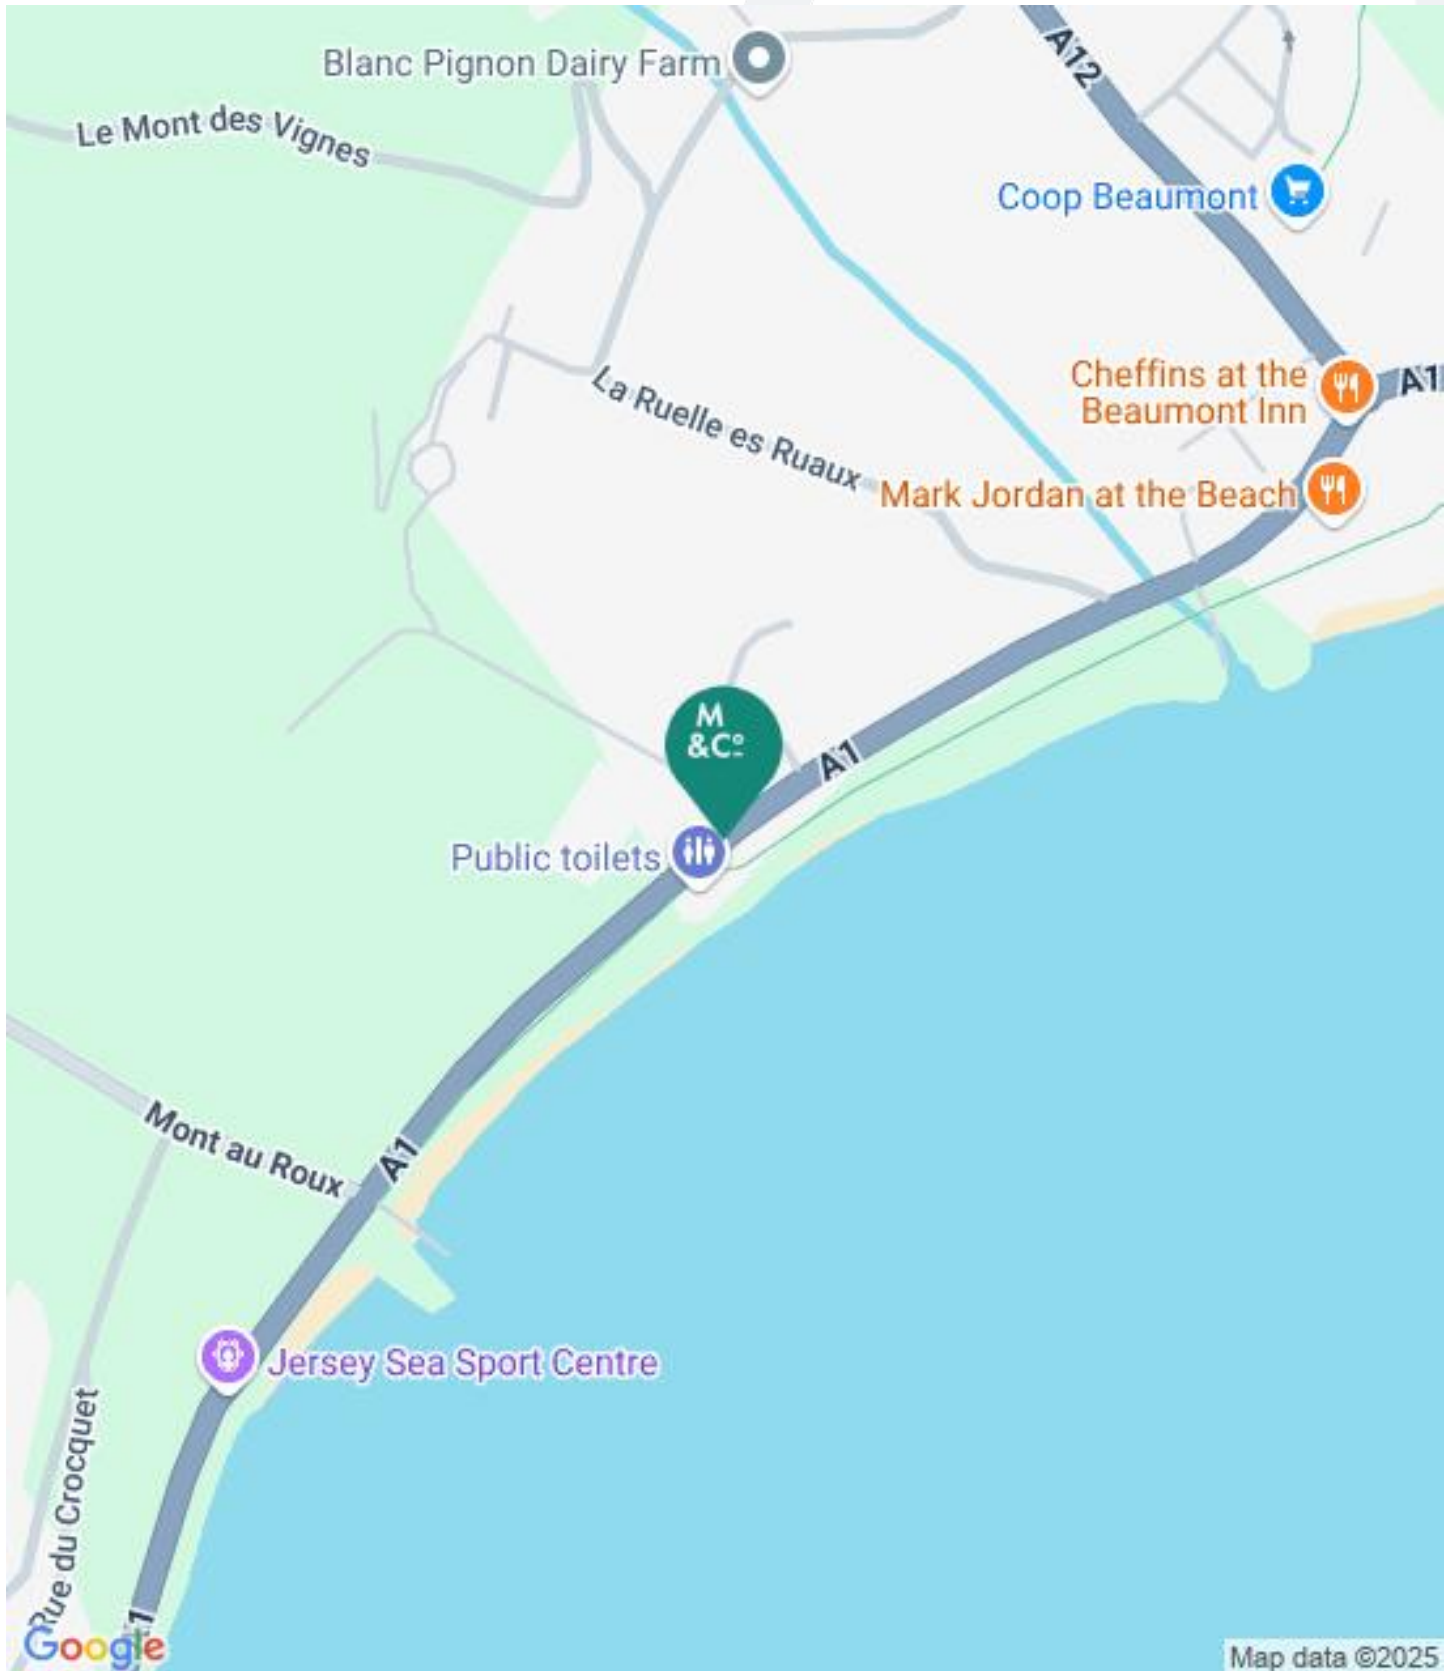 Blanc Pignon Dairy Farm
A12
Le Mont des Vignes
Coop Beaumont
Cheffins at the
Beaumont Inn
A1
La Ruelle es Ruaux
Mark Jordan at the Beach
M
&Cº
A1
Public toilets
Mont au Roux
A1
Jersey Sea Sport Centre
Rue du Crocquet
A1
Google
Map data ©2025